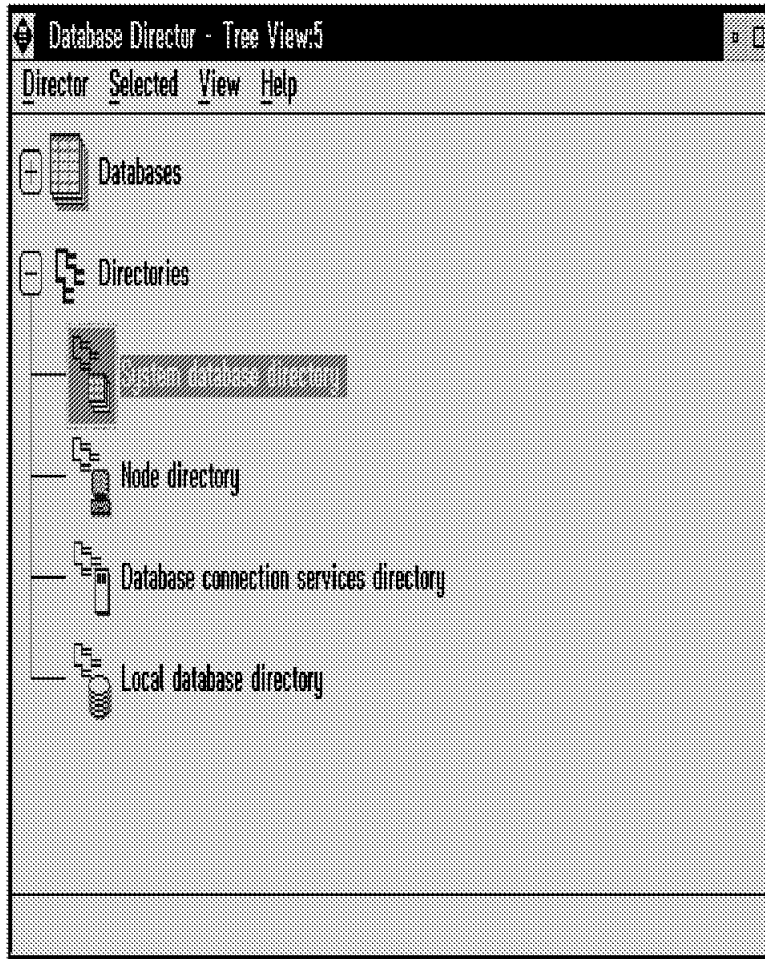 Database Director - Tree View:5
Director Selected View Help
Databases
Directories
System database directory
Node directory
Database connection services directory
Local database directory